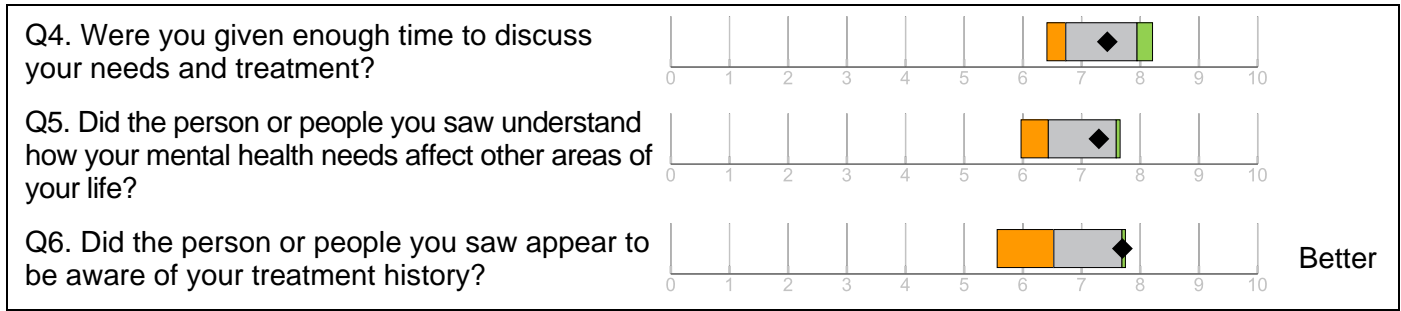 Q4. Were you given enough time to discuss
your needs and treatment?
0 1 2 3 4 5 6 7 8 9 10
Q5. Did the person or people you saw understand
how your mental health needs affect other areas of
your life?
0 1 2 3 4 5 6 7 8 9 10
Q6. Did the person or people you saw appear to
be aware of your treatment history?
0 1 2 3 4 5 6 7 8 9 10
Better